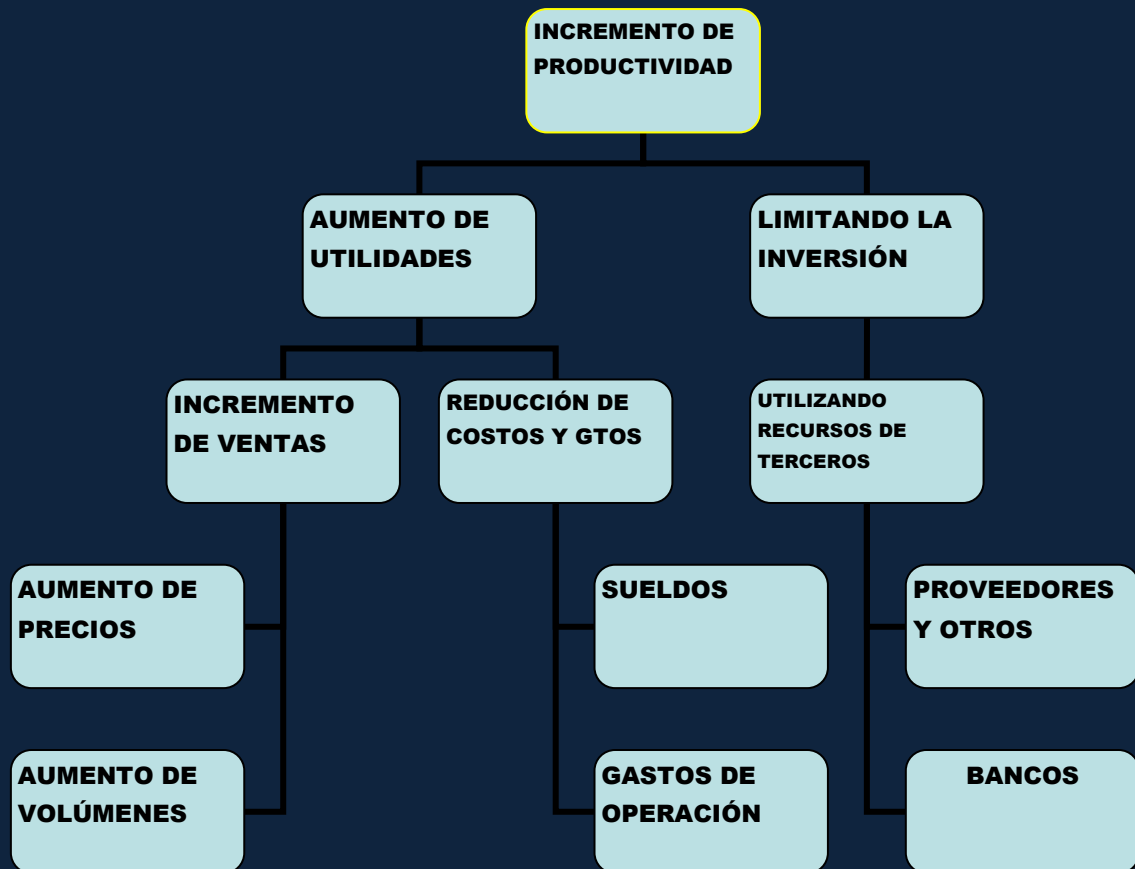 INCREMENTO DE
PRODUCTIVIDAD
AUMENTO DE
UTILIDADES
LIMITANDO LA
INVERSIÓN
INCREMENTO
DE VENTAS
REDUCCIÓN DE
COSTOS Y GTOS
UTILIZANDO
RECURSOS DE
TERCEROS
AUMENTO DE
PRECIOS
SUELDOS
PROVEEDORES
Y OTROS
AUMENTO DE
VOLÚMENES
GASTOS DE
OPERACIÓN
BANCOS